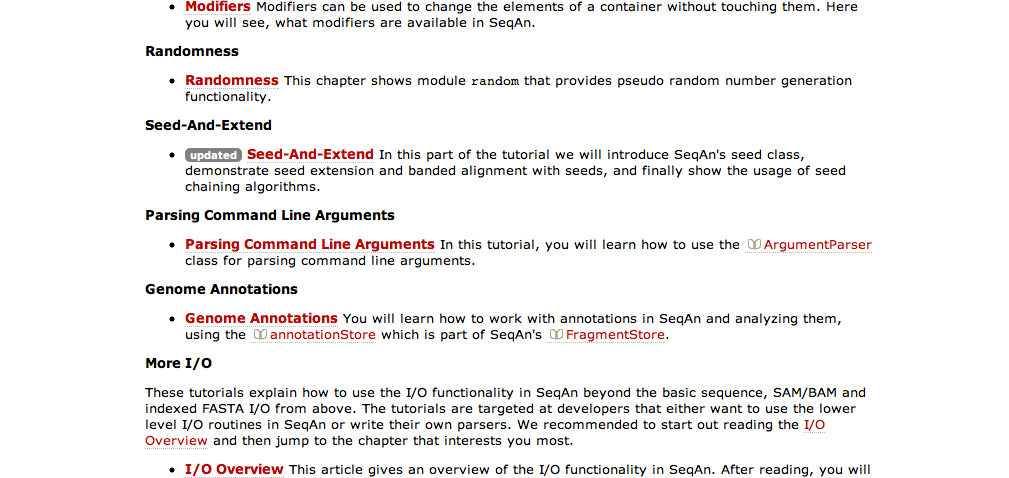 Modifiers Modifiers can be used to change the elements of a container without touching them. Here
you will see, what modifiers are available in SeqAn.
Randomness
Randomness This chapter shows module random that provides pseudo random number generation
functionality.
Seed-And-Extend
updated Seed-And-Extend In this part of the tutorial we will introduce SeqAn's seed class,
demonstrate seed extension and banded alignment with seeds, and finally show the usage of seed
chaining algorithms.
Parsing Command Line Arguments
Parsing Command Line Arguments In this tutorial, you will learn how to use the ArgumentParser
class for parsing command line arguments.
Genome Annotations
Genome Annotations You will learn how to work with annotations in SeqAn and analyzing them,
using the annotationStore which is part of SeqAn's FragmentStore.
More I/O
These tutorials explain how to use the I/O functionality in SeqAn beyond the basic sequence, SAM/BAM and
indexed FASTA I/O from above. The tutorials are targeted at developers that either want to use the lower
level I/O routines in SeqAn or write their own parsers. We recommended to start out reading the I/O
Overview and then jump to the chapter that interests you most.
I/O Overview This article gives an overview of the I/O functionality in SeqAn. After reading, you will